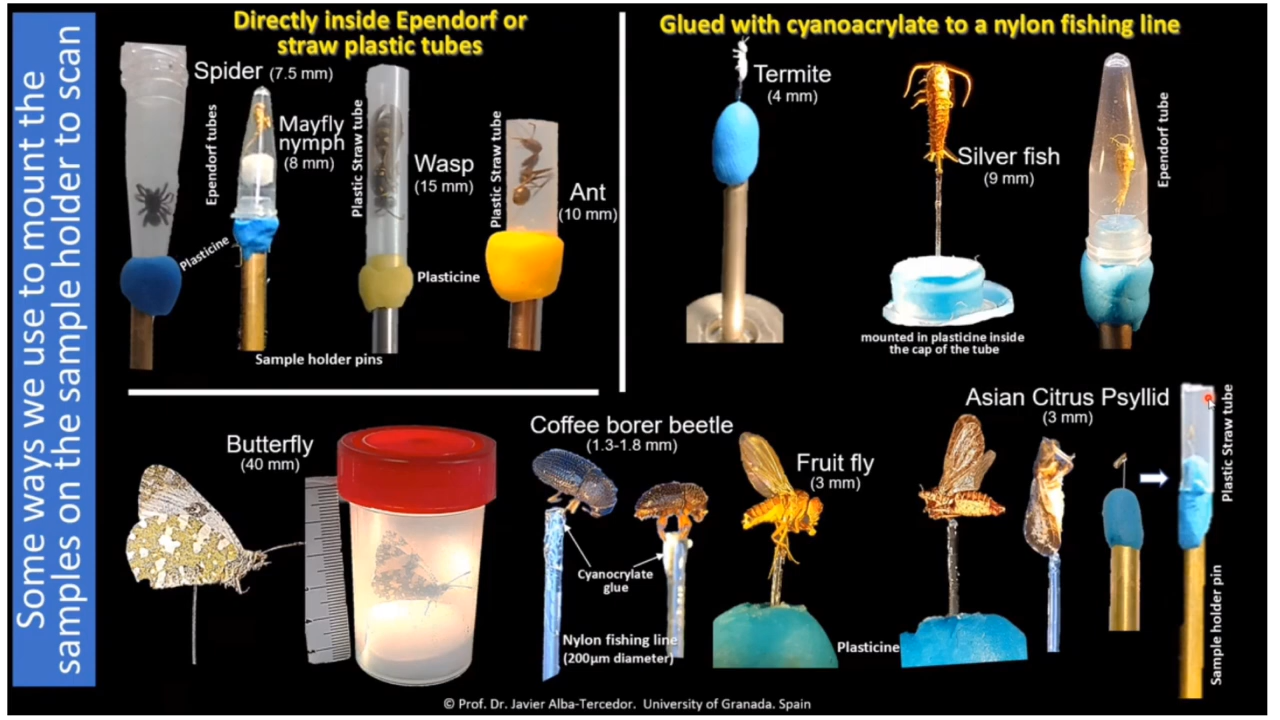 Some ways we use to mount the
samples on the sample holder to scan
Directly inside Ependorf or
straw plastic tubes
Spider (7.5 mm)
Ependorf tubes
Mayfly
nymph
(8 mm)
Plasticine
Plastic Straw tube
Wasp
(15 mm)
Plasticine
Plastic Straw tube
Ant
(10 mm)
Sample holder pins
Glued with cyanoacrylate to a nylon fishing line
Termite
(4 mm)
Silver fish
(9 mm)
Ependorf tube
mounted in plasticine inside
the cap of the tube
Butterfly
(40 mm)
Coffee borer beetle
(1.3-1.8 mm)
Cyanocrylate
glue
Nylon fishing line
(200µm diameter)
Fruit fly
(3 mm)
Plasticine
Asian Citrus Psyllid
(3 mm)
Plastic Straw tube
Sample holder pin
© Prof. Dr. Javier Alba-Tercedor. University of Granada. Spain